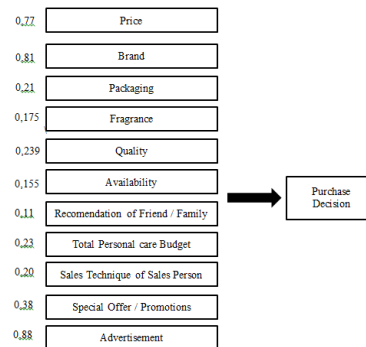 0,77 Price
0,81 Brand
0,21 Packaging
0,175 Fragrance
0,239 Quality
0,155 Availability
Purchase
Decision
0,11 Recomendation of Friend / Family
0,23 Total Personal care Budget
0,20 Sales Technique of Sales Person
0,38 Special Offer / Promotions
0,88 Advertisement